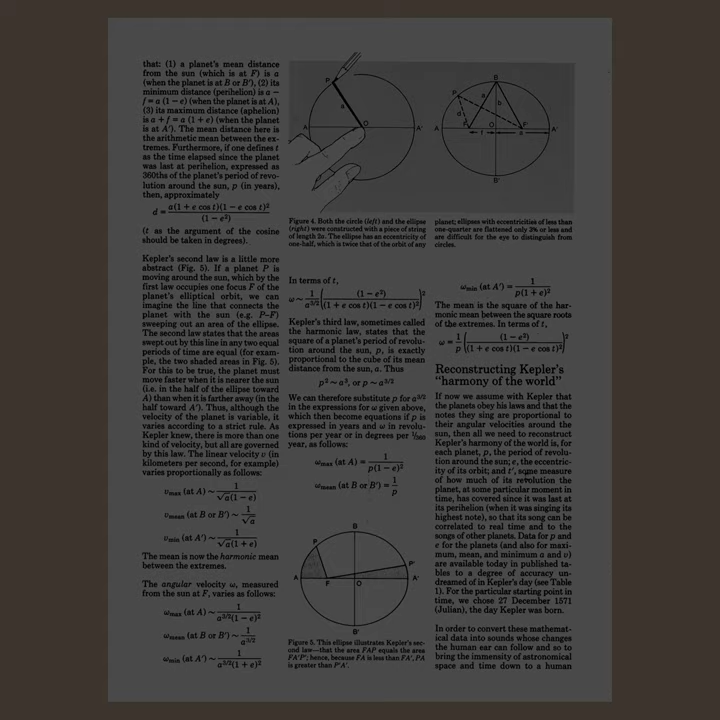 that: (1) a planet's mean distance
from the sun (which is at F) is a
(when the planet is at B or B′), (2) its
minimum distance (perihelion) is a −
f = a (1 − e) (when the planet is at A),
(3) its maximum distance (aphelion)
is a + f = a (1 + e) (when the planet
is at A′). The mean distance here is
the arithmetic mean between the ex-
tremes. Furthermore, if one defines t
as the time elapsed since the planet
was last at perihelion, expressed as
360ths of the planet's period of revo-
lution around the sun, p (in years),
then, approximately
d = a(1 + e cos t)(1 − e cos t)² / (1 − e²)
(t as the argument of the cosine
should be taken in degrees).
Kepler's second law is a little more
abstract (Fig. 5). If a planet P is
moving around the sun, which by the
first law occupies one focus F of the
planet's elliptical orbit, we can
imagine the line that connects the
planet with the sun (e.g. P–F)
sweeping out an area of the ellipse.
The second law states that the areas
swept out by this line in any two equal
periods of time are equal (for exam-
ple, the two shaded areas in Fig. 5).
For this to be true, the planet must
move faster when it is nearer the sun
(i.e. in the half of the ellipse toward
A) than when it is farther away (in the
half toward A′). Thus, although the
velocity of the planet is variable, it
varies according to a strict rule. As
Kepler knew, there is more than one
kind of velocity, but all are governed
by this law. The linear velocity v (in
kilometers per second, for example)
varies proportionally as follows:
υmax (at A) ~ 1 / √a(1 − e)
υmean (at B or B′) ~ 1 / √a
υmin (at A′) ~ 1 / √a(1 + e)
The mean is now the harmonic mean
between the extremes.
The angular velocity ω, measured
from the sun at F, varies as follows:
ωmax (at A) ~ 1 / a3/2(1 − e)²
ωmean (at B or B′) ~ 1 / a3/2
ωmin (at A′) ~ 1 / a3/2(1 + e)²
P a A O A′
B P a b d A F O F′ A′ f a B′
Figure 4. Both the circle (left) and the ellipse
(right) were constructed with a piece of string
of length 2a. The ellipse has an eccentricity of
one-half, which is twice that of the orbit of any
planet; ellipses with eccentricities of less than
one-quarter are flattened only 3% or less and
are difficult for the eye to distinguish from
circles.
In terms of t,
ω ~ 1/a3/2 [(1 − e²) / (1 + e cos t)(1 − e cos t)²]²
Kepler's third law, sometimes called
the harmonic law, states that the
square of a planet's period of revolu-
tion around the sun, p, is exactly
proportional to the cube of its mean
distance from the sun, a. Thus
p² ~ a³, or p ~ a3/2
We can therefore substitute p for a3/2
in the expressions for ω given above,
which then become equations if p is
expressed in years and ω in revolu-
tions per year or in degrees per 1/360
year, as follows:
ωmax (at A) = 1 / p(1 − e)²
ωmean (at B or B′) = 1 / p
B P P′ A F O A′ B′
Figure 5. This ellipse illustrates Kepler's sec-
ond law—that the area FAP equals the area
FA′P′; hence, because FA is less than FA′, PA
is greater than P′A′.
ωmin (at A′) = 1 / p(1 + e)²
The mean is the square of the har-
monic mean between the square roots
of the extremes. In terms of t,
ω = 1/p [(1 − e²) / (1 + e cos t)(1 − e cos t)²]²
Reconstructing Kepler's
"harmony of the world"
If now we assume with Kepler that
the planets obey his laws and that the
notes they sing are proportional to
their angular velocities around the
sun, then all we need to reconstruct
Kepler's harmony of the world is, for
each planet, p, the period of revolu-
tion around the sun; e, the eccentric-
ity of its orbit; and t′, some measure
of how much of its revolution the
planet, at some particular moment in
time, has covered since it was last at
its perihelion (when it was singing its
highest note), so that its song can be
correlated to real time and to the
songs of other planets. Data for p and
e for the planets (and also for maxi-
mum, mean, and minimum a and υ)
are available today in published ta-
bles to a degree of accuracy un-
dreamed of in Kepler's day (see Table
1). For the particular starting point in
time, we chose 27 December 1571
(Julian), the day Kepler was born.
In order to convert these mathemat-
ical data into sounds whose changes
the human ear can follow and so to
bring the immensity of astronomical
space and time down to a human